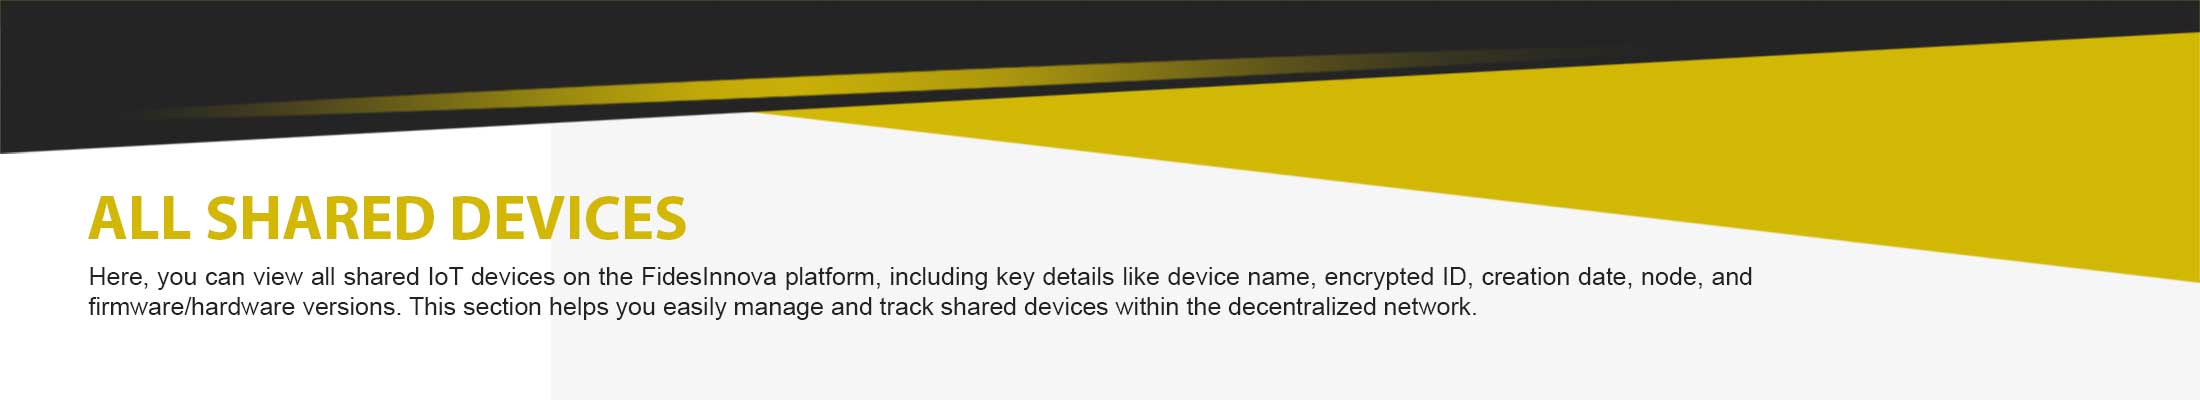 ALL SHARED DEVICES
Here, you can view all shared IoT devices on the FidesInnova platform, including key details like device name, encrypted ID, creation date, node, and
firmware/hardware versions. This section helps you easily manage and track shared devices within the decentralized network.